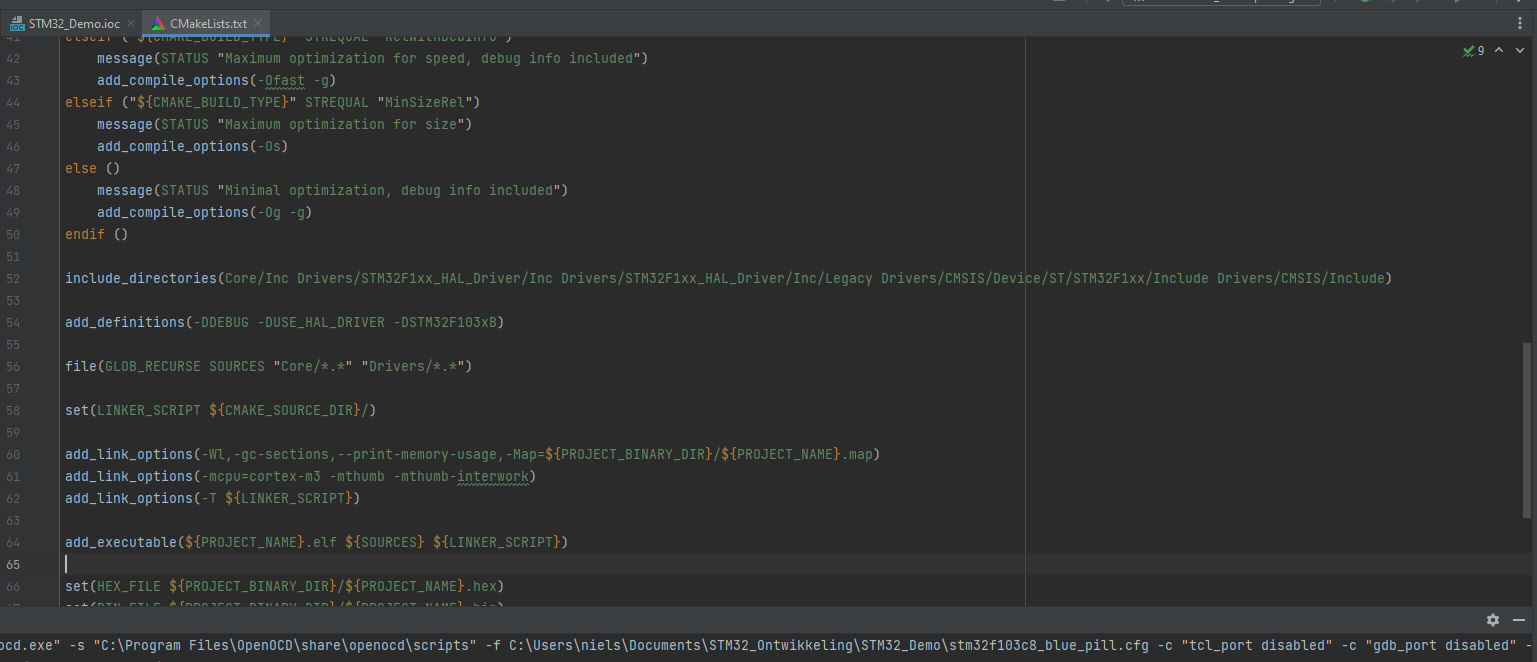 STM32_Demo.ioc
CMakeLists.txt
9
42 message(STATUS "Maximum optimization for speed, debug info included")
43 add_compile_options(-Ofast -g)
44 elseif ("${CMAKE_BUILD_TYPE}" STREQUAL "MinSizeRel")
45 message(STATUS "Maximum optimization for size")
46 add_compile_options(-Os)
47 else ()
48 message(STATUS "Minimal optimization, debug info included")
49 add_compile_options(-Og -g)
50 endif ()
51
52 include_directories(Core/Inc Drivers/STM32F1xx_HAL_Driver/Inc Drivers/STM32F1xx_HAL_Driver/Inc/Legacy Drivers/CMSIS/Device/ST/STM32F1xx/Include Drivers/CMSIS/Include)
53
54 add_definitions(-DDEBUG -DUSE_HAL_DRIVER -DSTM32F103xB)
55
56 file(GLOB_RECURSE SOURCES "Core/*.*" "Drivers/*.*")
57
58 set(LINKER_SCRIPT ${CMAKE_SOURCE_DIR}/)
59
60 add_link_options(-Wl,-gc-sections,--print-memory-usage,-Map=${PROJECT_BINARY_DIR}/${PROJECT_NAME}.map)
61 add_link_options(-mcpu=cortex-m3 -mthumb -mthumb-interwork)
62 add_link_options(-T ${LINKER_SCRIPT})
63
64 add_executable(${PROJECT_NAME}.elf ${SOURCES} ${LINKER_SCRIPT})
65
66 set(HEX_FILE ${PROJECT_BINARY_DIR}/${PROJECT_NAME}.hex)
ocd.exe" -s "C:\Program Files\OpenOCD\share\openocd\scripts" -f C:\Users\niels\Documents\STM32_Ontwikkeling\STM32_Demo\stm32f103c8_blue_pill.cfg -c "tcl_port disabled" -c "gdb_port disabled" -